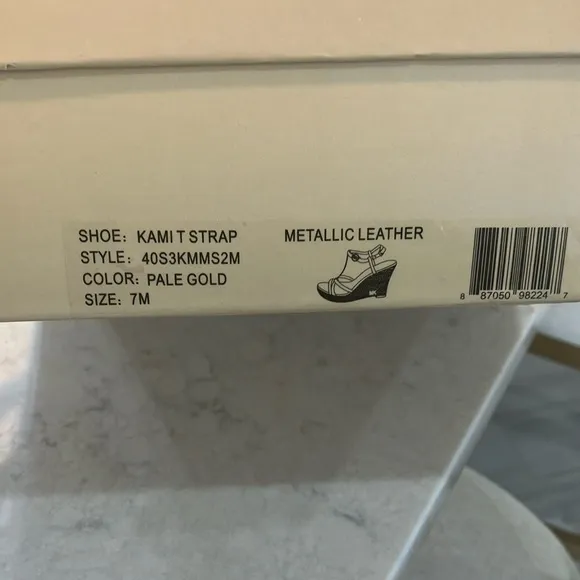 SHOE: KAMI T STRAP METALLIC LEATHER
STYLE: 40S3KMMS2M
COLOR: PALE GOLD
SIZE: 7M
8 87050 98224 7